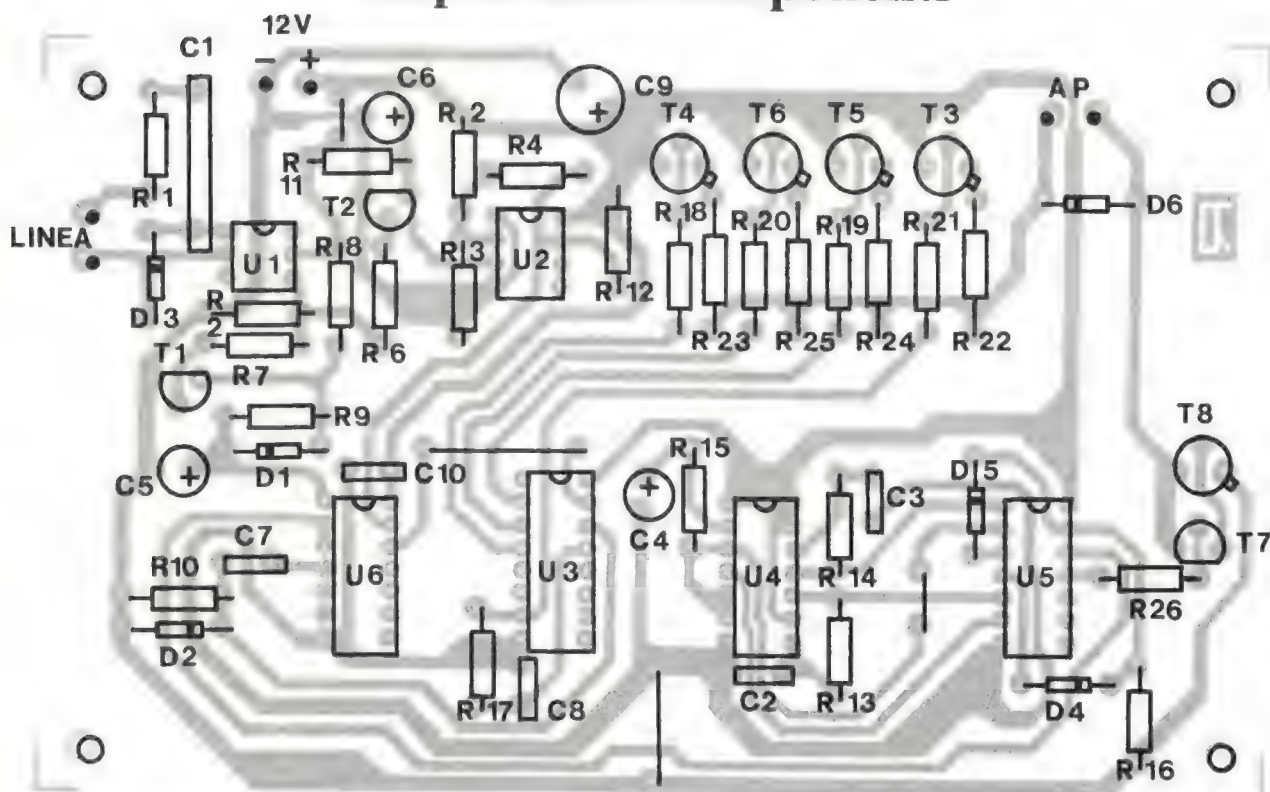 12V
C1
- +
C6
C9
A P
R 2
T4
T6
T5
T3
R4
R 11
R 1
T2
D6
LINEA
R 18
R 20
R 19
R 21
U1
R 8
R 3
U2
R 12
D 3
R 2
R 6
R 23
R 25
R 24
R 22
T1
R7
R9
T8
D1
C10
R 15
C5
C3
D 5
C4
C7
T7
R10
U6
U3
U4
R 14
U5
R26
D2
R 17
C8
C2
R 13
D4
R 16